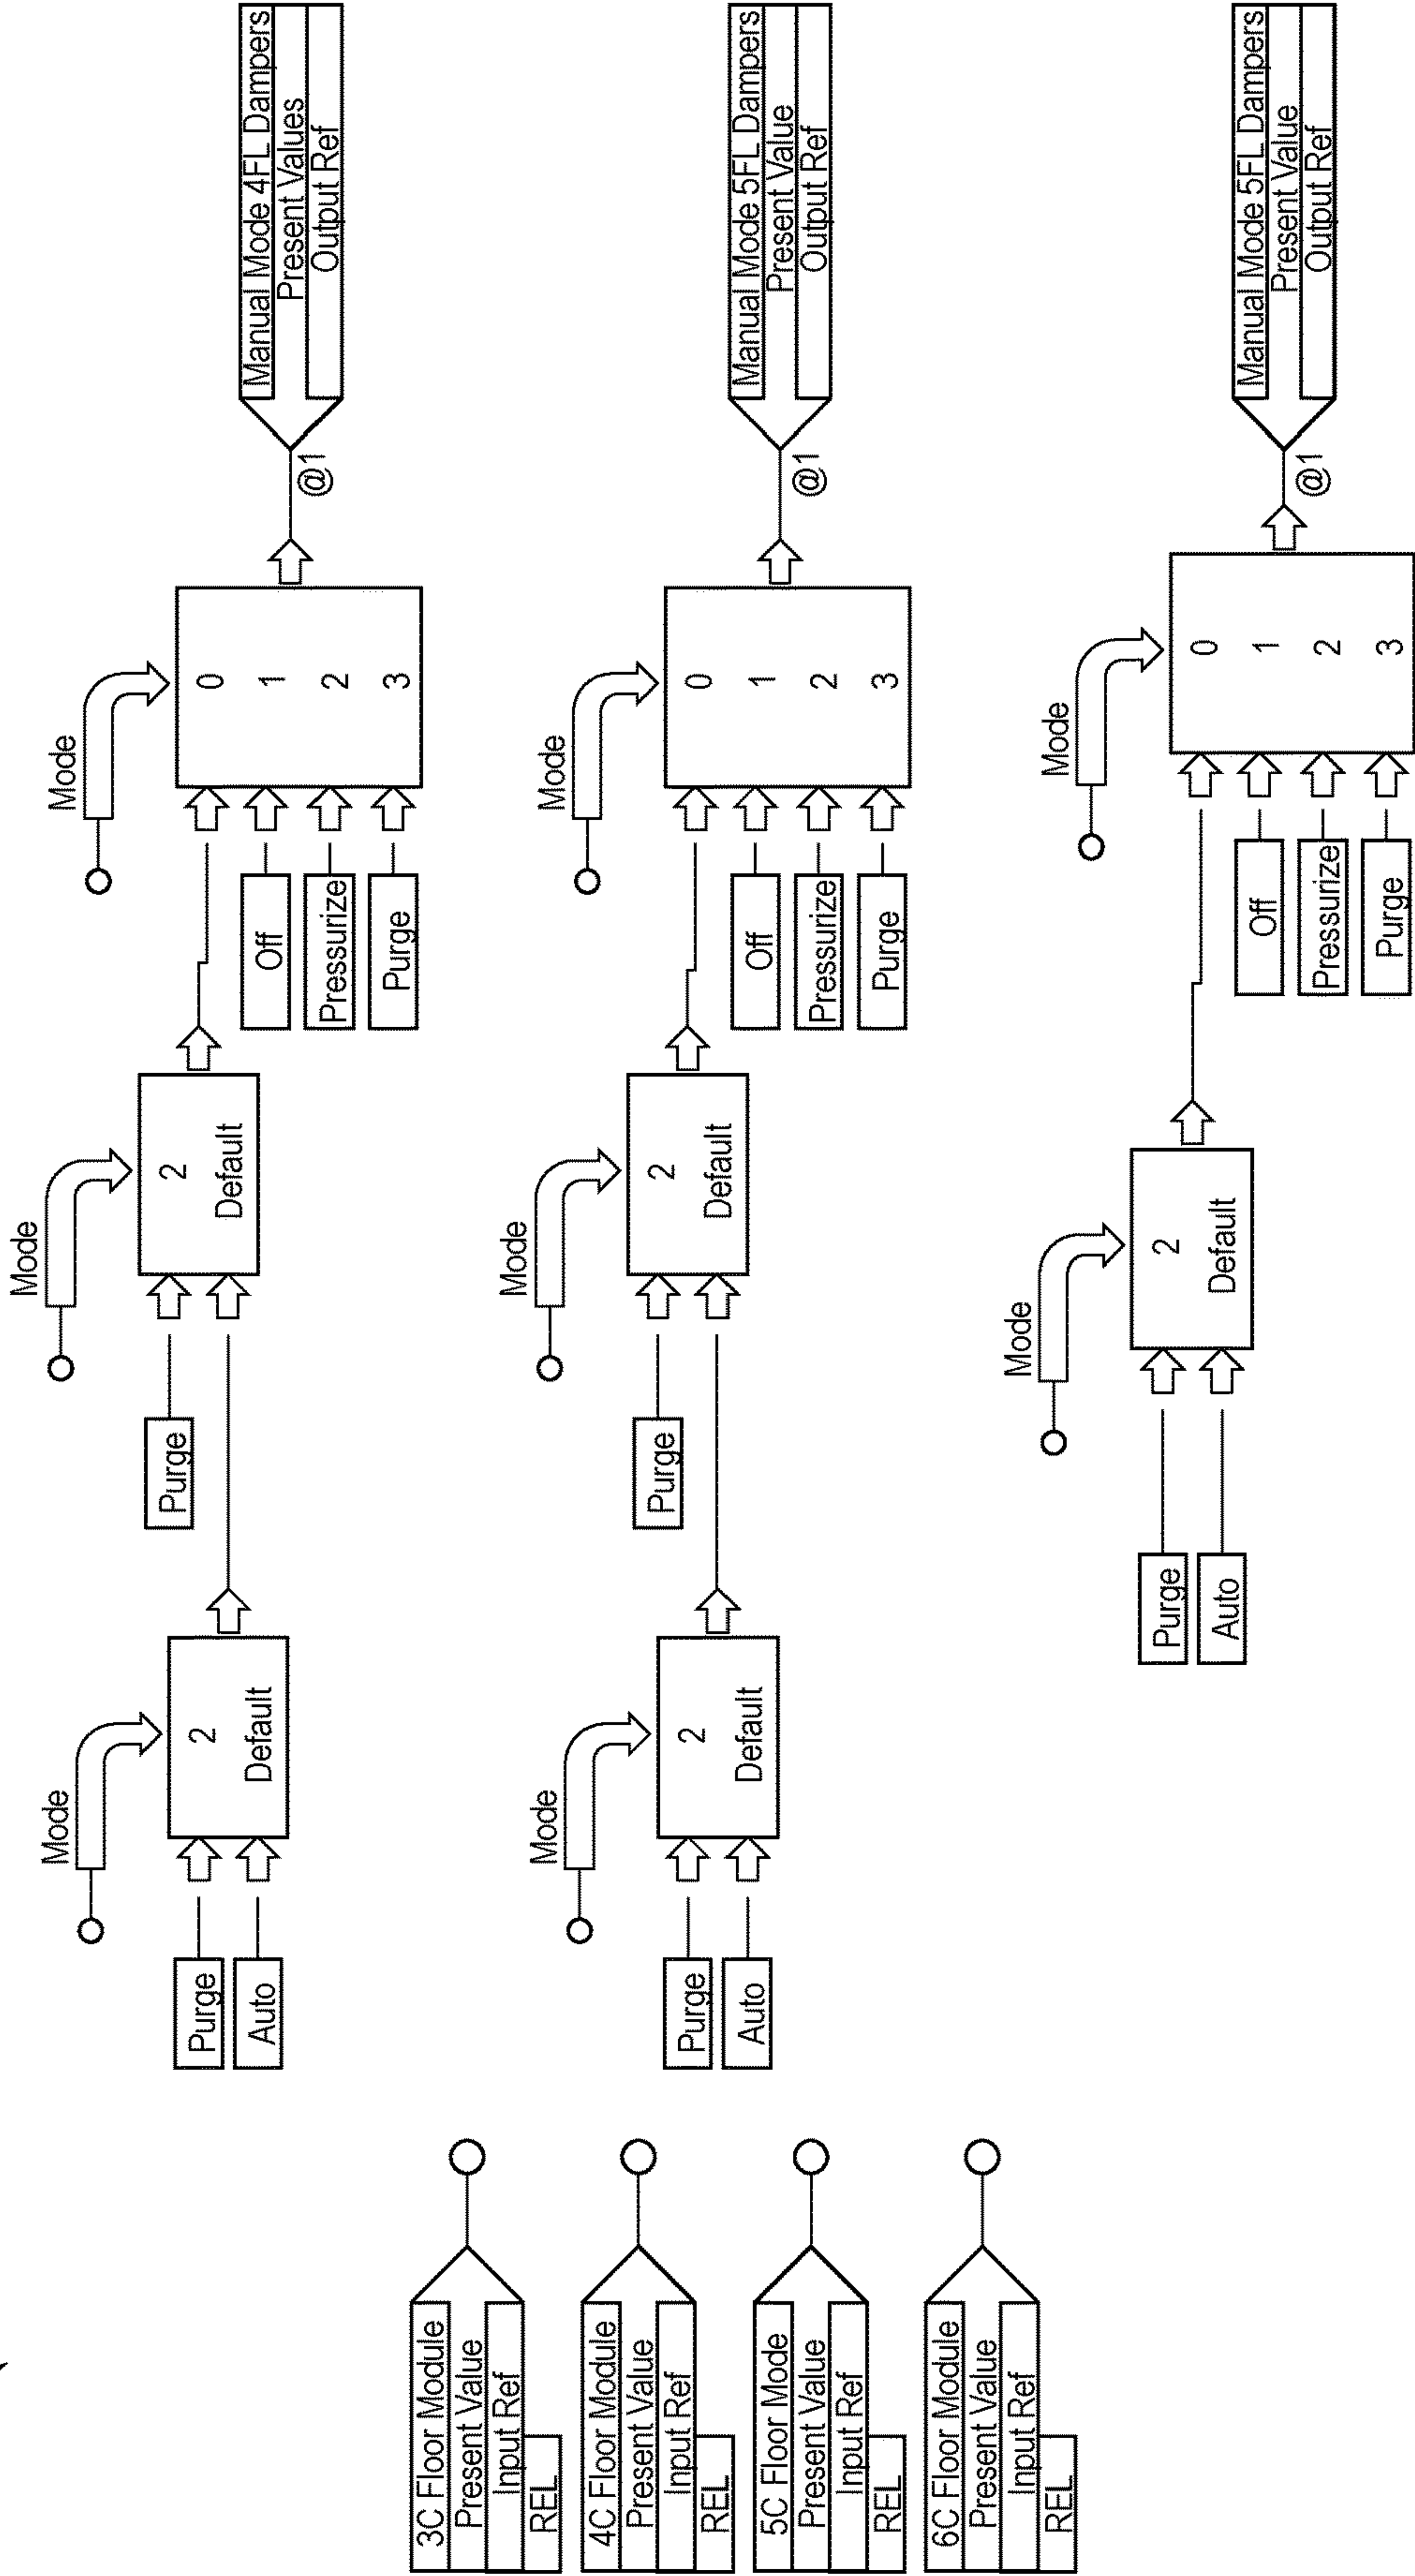 3C Floor Module
Present Value
Input Ref
REL
4C Floor Module
Present Value
Input Ref
REL
5C Floor Mode
Present Value
Input Ref
REL
6C Floor Module
Present Value
Input Ref
REL
Mode
Purge
Auto
2
Default
Mode
Purge
2
Default
Mode
Off
Pressurize
Purge
0
1
2
3
@1
Manual Mode 4FL Dampers
Present Values
Output Ref
Mode
Purge
Auto
2
Default
Mode
Purge
2
Default
Mode
Off
Pressurize
Purge
0
1
2
3
@1
Manual Mode 5FL Dampers
Present Value
Output Ref
Mode
Purge
Auto
2
Default
Mode
Off
Pressurize
Purge
0
1
2
3
@1
Manual Mode 5FL Dampers
Present Value
Output Ref